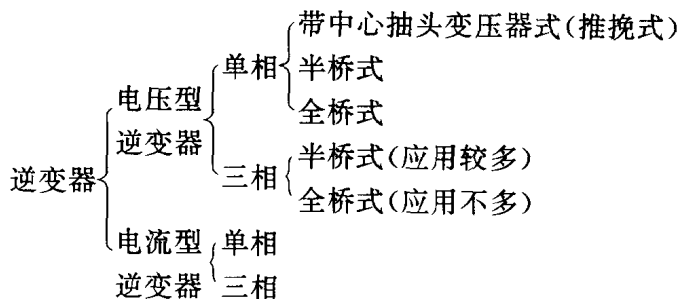 带中心抽头变压器式(推挽式)
单相
半桥式
电压型
全桥式
逆变器
半桥式(应用较多)
逆变器
三相
全桥式(应用不多)
电流型
单相
逆变器
三相